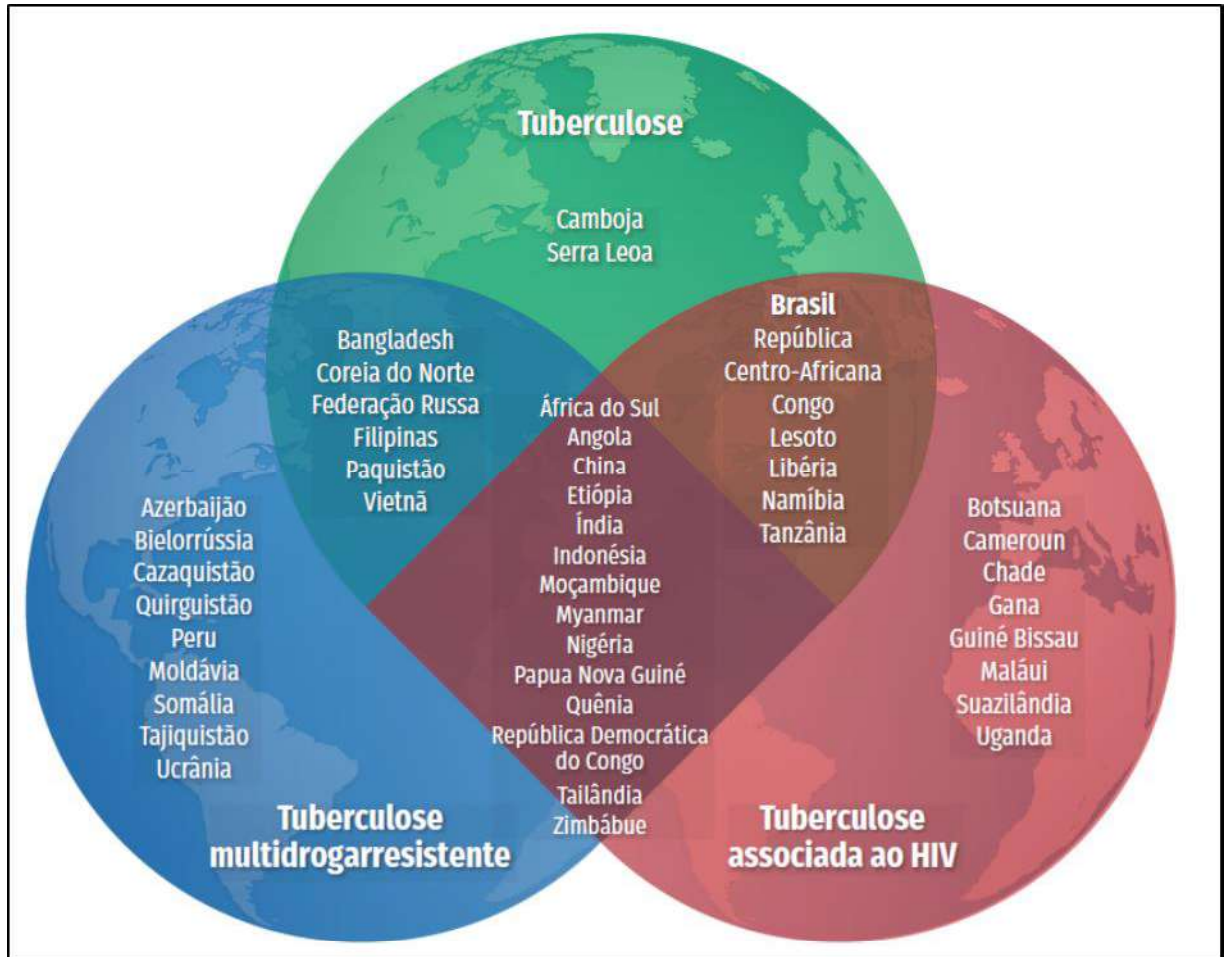 Tuberculose
Camboja
Serra Leoa
Bangladesh
Coreia do Norte
Federação Russa
Filipinas
Paquistão
Vietnã
Brasil
República
Centro-Africana
Congo
Lesoto
Libéria
Namíbia
Tanzânia
África do Sul
Angola
China
Etiópia
Índia
Indonésia
Moçambique
Myanmar
Nigéria
Papua Nova Guiné
Quênia
República Democrática
do Congo
Tailândia
Zimbábue
Azerbaijão
Bielorrússia
Cazaquistão
Quirguistão
Peru
Moldávia
Somália
Tajiquistão
Ucrânia
Botsuana
Cameroun
Chade
Gana
Guiné Bissau
Maláui
Suazilândia
Uganda
Tuberculose
multidrogarresistente
Tuberculose
associada ao HIV